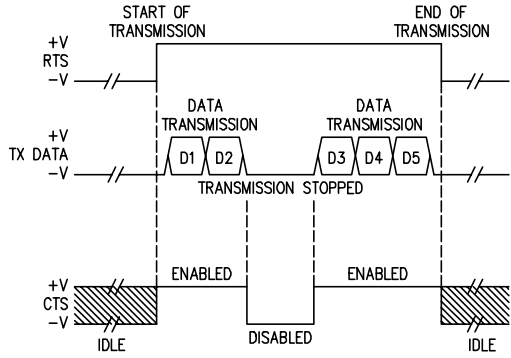 START OF
TRANSMISSION
END OF
TRANSMISSION
+V
RTS
−V
DATA
TRANSMISSION
DATA
TRANSMISSION
+V
TX DATA
−V
D1 D2 D3 D4 D5
TRANSMISSION STOPPED
+V
CTS
−V
ENABLED
ENABLED
DISABLED
IDLE
IDLE